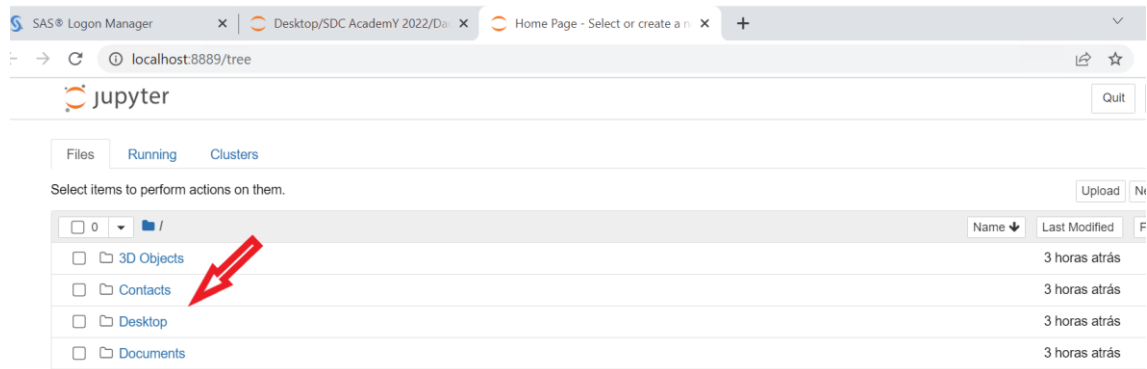 SAS® Logon Manager
Desktop/SDC AcademY 2022/Da
Home Page - Select or create a n
localhost:8889/tree
jupyter
Quit
Files Running Clusters
Select items to perform actions on them.
Upload Ne
0 / Name Last Modified F
3D Objects 3 horas atrás
Contacts 3 horas atrás
Desktop 3 horas atrás
Documents 3 horas atrás